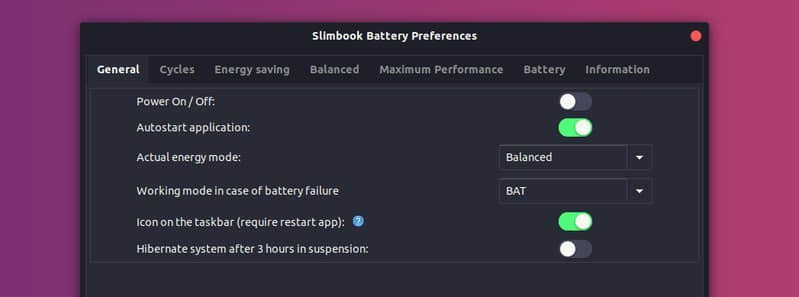 Slimbook Battery Preferences
General Cycles Energy saving Balanced Maximum Performance Battery Information
Power On / Off:
Autostart application:
Actual energy mode: Balanced
Working mode in case of battery failure BAT
Icon on the taskbar (require restart app): ?
Hibernate system after 3 hours in suspension: